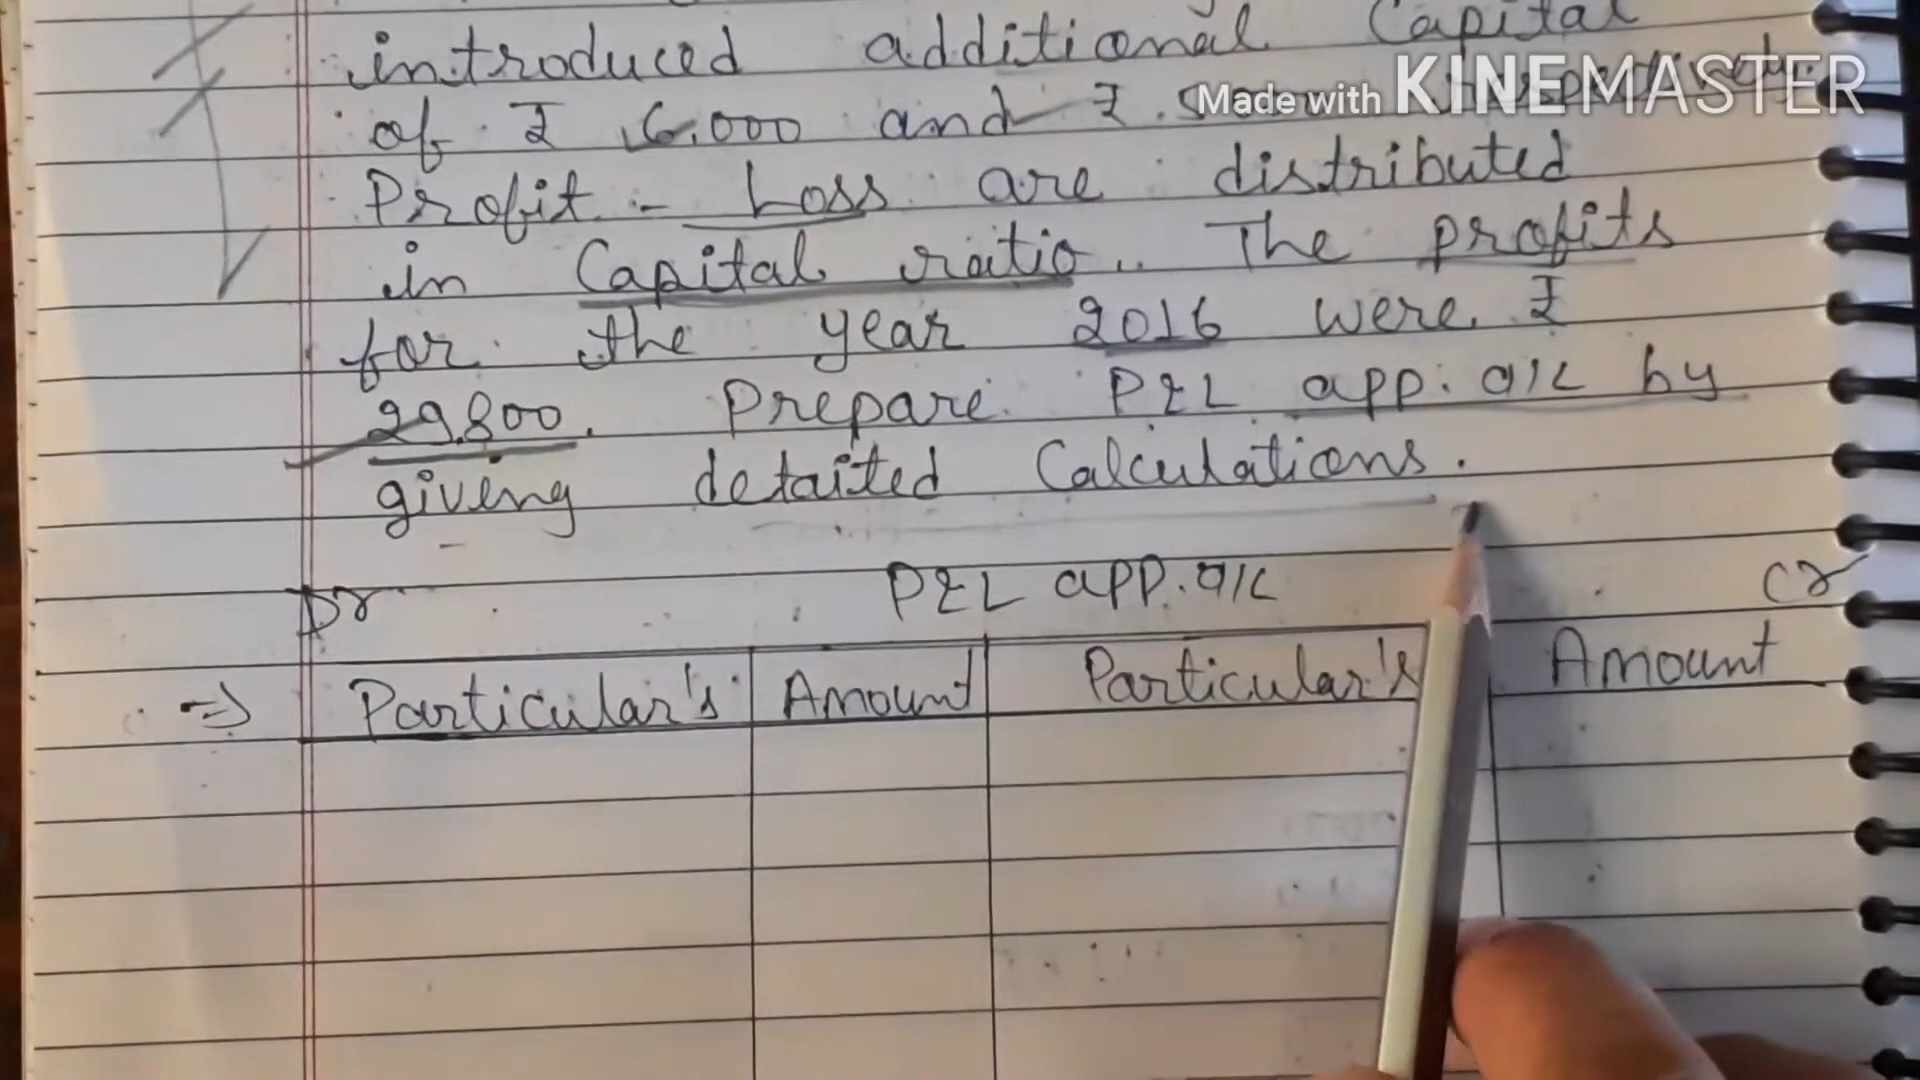 introduced additional Capital
of ₹ 6,000 and ₹
Made with KINEMASTER
Profit - Loss are distributed
in Capital ratio. The profits
for the year 2016 were ₹
29,800. Prepare P&L app. a/c by
giving detaited Calculations.
Dr P&L app. a/c Cr
⇒ Particular's Amount Particular's Amount